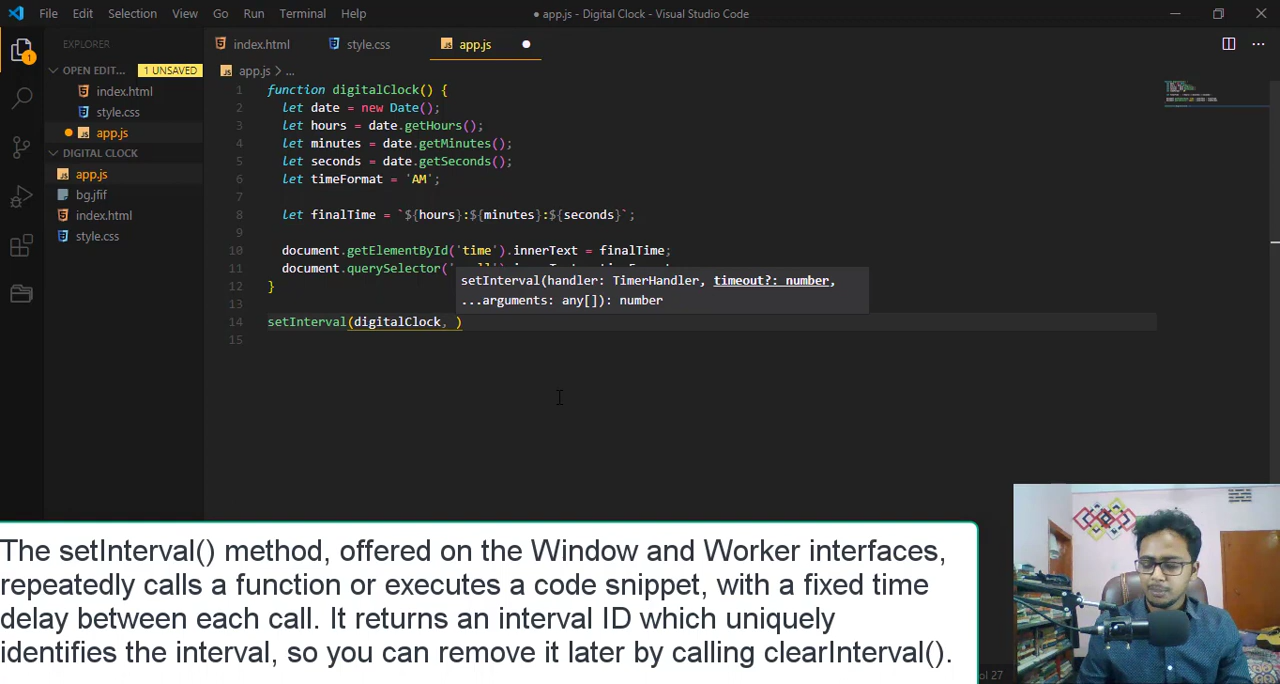 File Edit Selection View Go Run Terminal Help
● app.js - Digital Clock - Visual Studio Code
EXPLORER
index.html
style.css
app.js
OPEN EDIT...
1 UNSAVED
index.html
style.css
app.js
DIGITAL CLOCK
app.js
bg.jfif
index.html
style.css
1
app.js > ...
1 function digitalClock() {
2 let date = new Date();
3 let hours = date.getHours();
4 let minutes = date.getMinutes();
5 let seconds = date.getSeconds();
6 let timeFormat = 'AM';
7
8 let finalTime = `${hours}:${minutes}:${seconds}`;
9
10 document.getElementById('time').innerText = finalTime;
11 document.querySelector('
12 }
13
14 setInterval(digitalClock, )
15
setInterval(handler: TimerHandler, timeout?: number,
...arguments: any[]): number
The setInterval() method, offered on the Window and Worker interfaces,
repeatedly calls a function or executes a code snippet, with a fixed time
delay between each call. It returns an interval ID which uniquely
identifies the interval, so you can remove it later by calling clearInterval().
ol 27